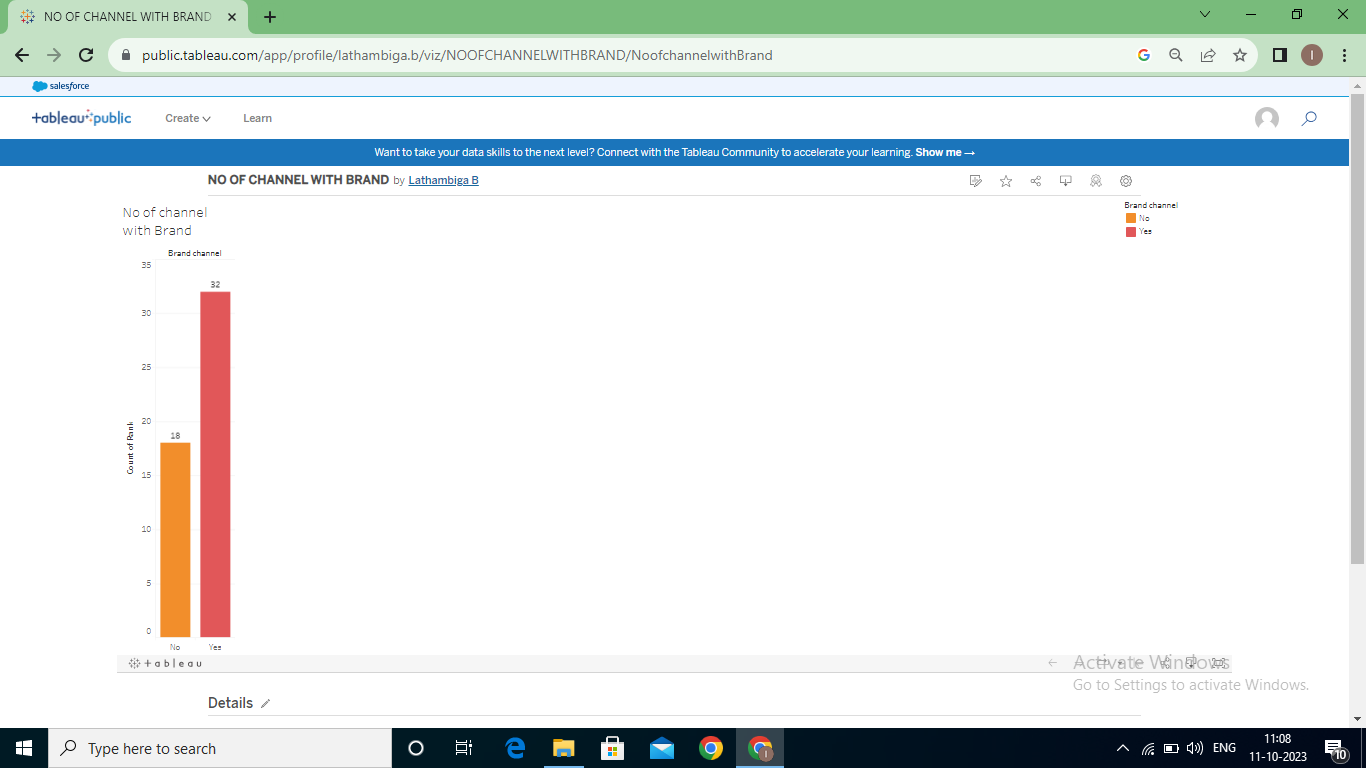 NO OF CHANNEL WITH BRAND
public.tableau.com/app/profile/lathambiga.b/viz/NOOFCHANNELWITHBRAND/NoofchannelwithBrand
G
I
salesforce
+ableau public
Create
Learn
Want to take your data skills to the next level? Connect with the Tableau Community to accelerate your learning. Show me →
NO OF CHANNEL WITH BRAND by Lathambiga B
No of channel
with Brand
Brand channel
No
Yes
Brand channel
35
30
25
20
15
10
5
0
Count of Rank
32
18
No
Yes
+ableau
Activate Windows
Go to Settings to activate Windows.
Details
Type here to search
I
ENG
11:08
11-10-2023
10